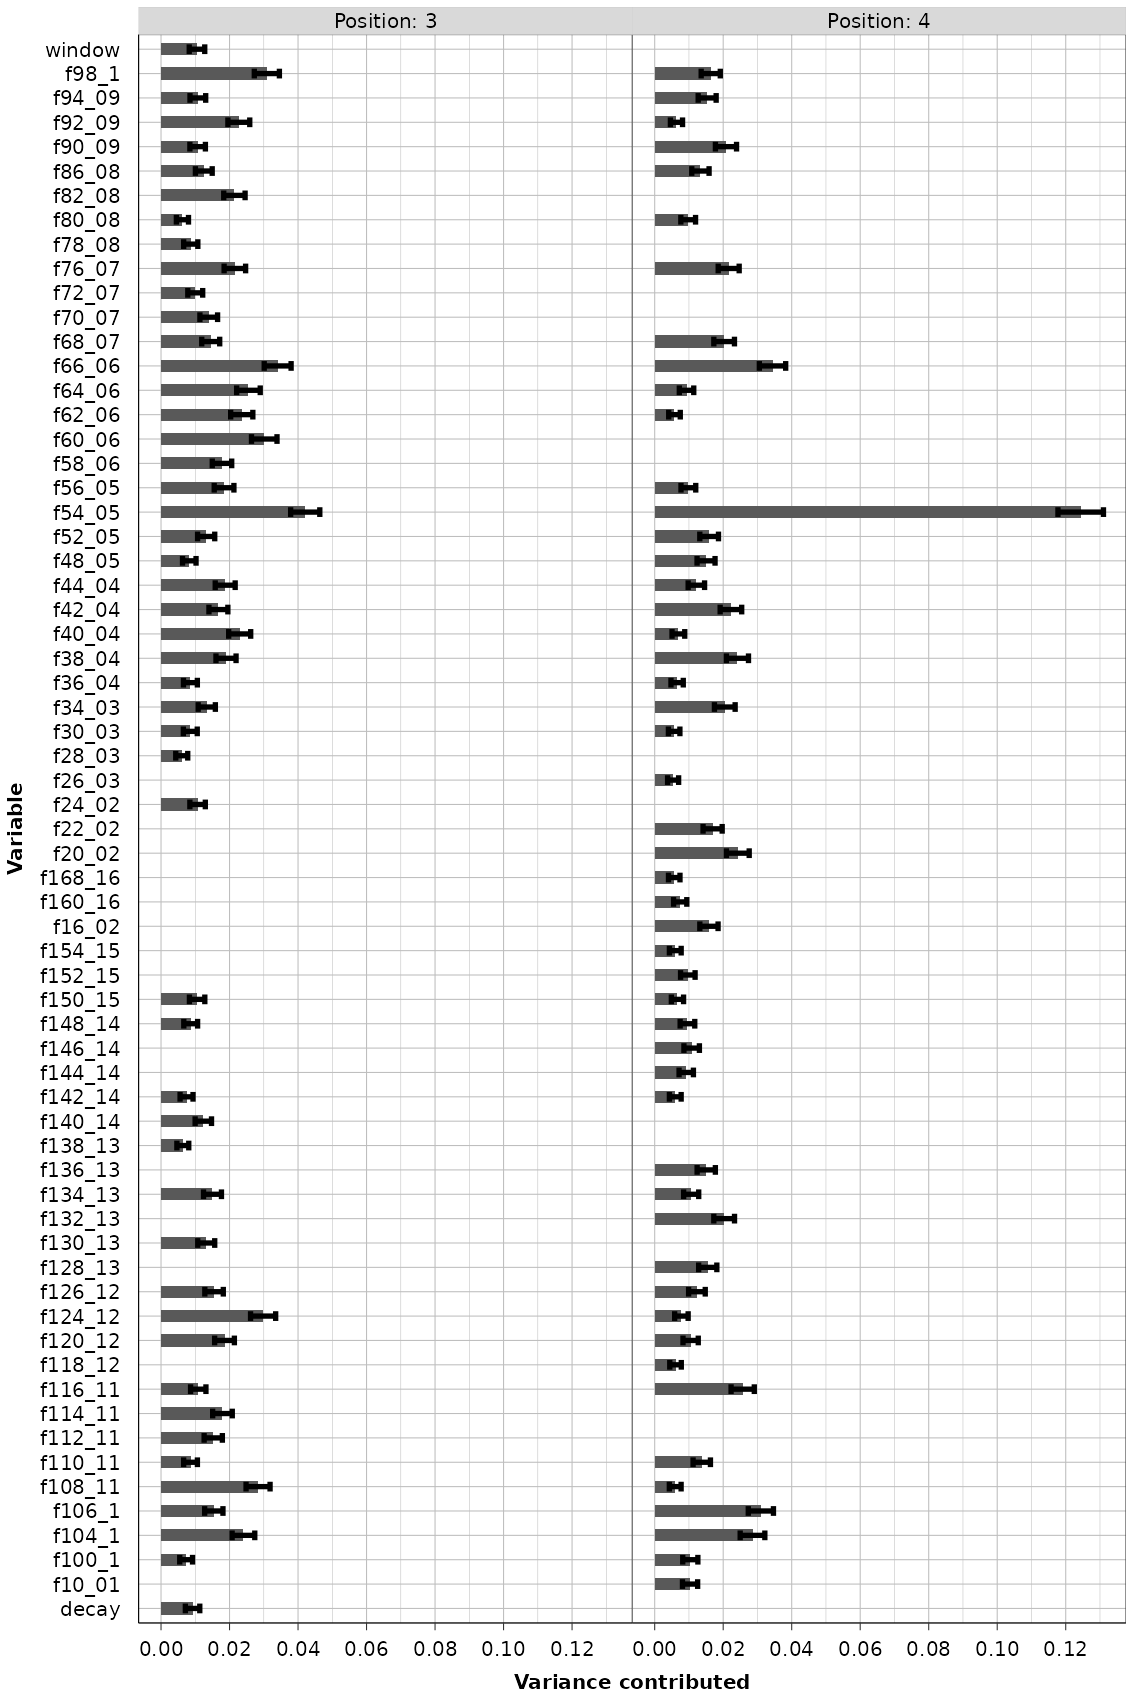 Position: 3
Position: 4
window
f98_1
f94_09
f92_09
f90_09
f86_08
f82_08
f80_08
f78_08
f76_07
f72_07
f70_07
f68_07
f66_06
f64_06
f62_06
f60_06
f58_06
f56_05
f54_05
f52_05
f48_05
f44_04
f42_04
f40_04
f38_04
f36_04
f34_03
f30_03
f28_03
f26_03
f24_02
f22_02
f20_02
f168_16
f160_16
f16_02
f154_15
f152_15
f150_15
f148_14
f146_14
f144_14
f142_14
f140_14
f138_13
f136_13
f134_13
f132_13
f130_13
f128_13
f126_12
f124_12
f120_12
f118_12
f116_11
f114_11
f112_11
f110_11
f108_11
f106_1
f104_1
f100_1
f10_01
decay
Variable
0.00 0.02 0.04 0.06 0.08 0.10 0.12
0.00 0.02 0.04 0.06 0.08 0.10 0.12
Variance contributed